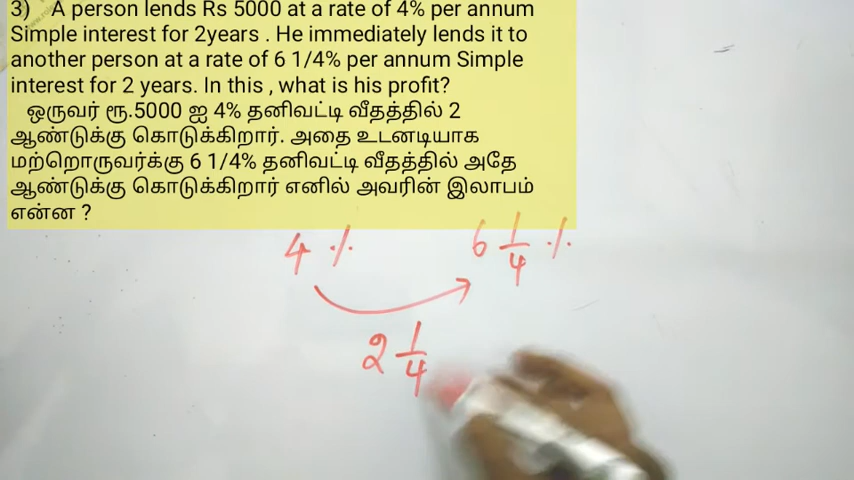 3) A person lends Rs 5000 at a rate of 4% per annum
Simple interest for 2years . He immediately lends it to
another person at a rate of 6 1/4% per annum Simple
interest for 2 years. In this , what is his profit?
ஒருவர் ரூ.5000 ஐ 4% தனிவட்டி வீதத்தில் 2
ஆண்டுக்கு கொடுக்கிறார். அதை உடனடியாக
மற்றொருவர்க்கு 6 1/4% தனிவட்டி வீதத்தில் அதே
ஆண்டுக்கு கொடுக்கிறார் எனில் அவரின் இலாபம்
என்ன ?
4 % 6 1/4 %
2 1/4